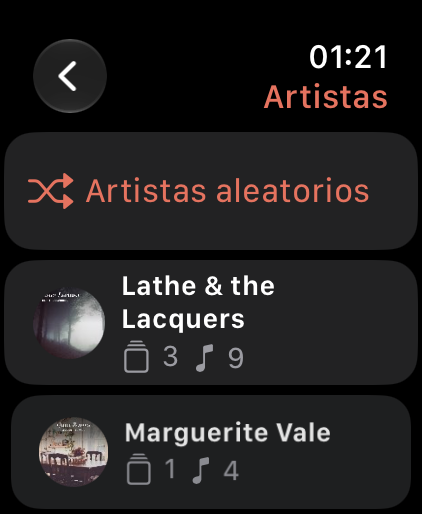 01:21
Artistas
Artistas aleatorios
Lathe & the
Lacquers
3 9
Marguerite Vale
1 4